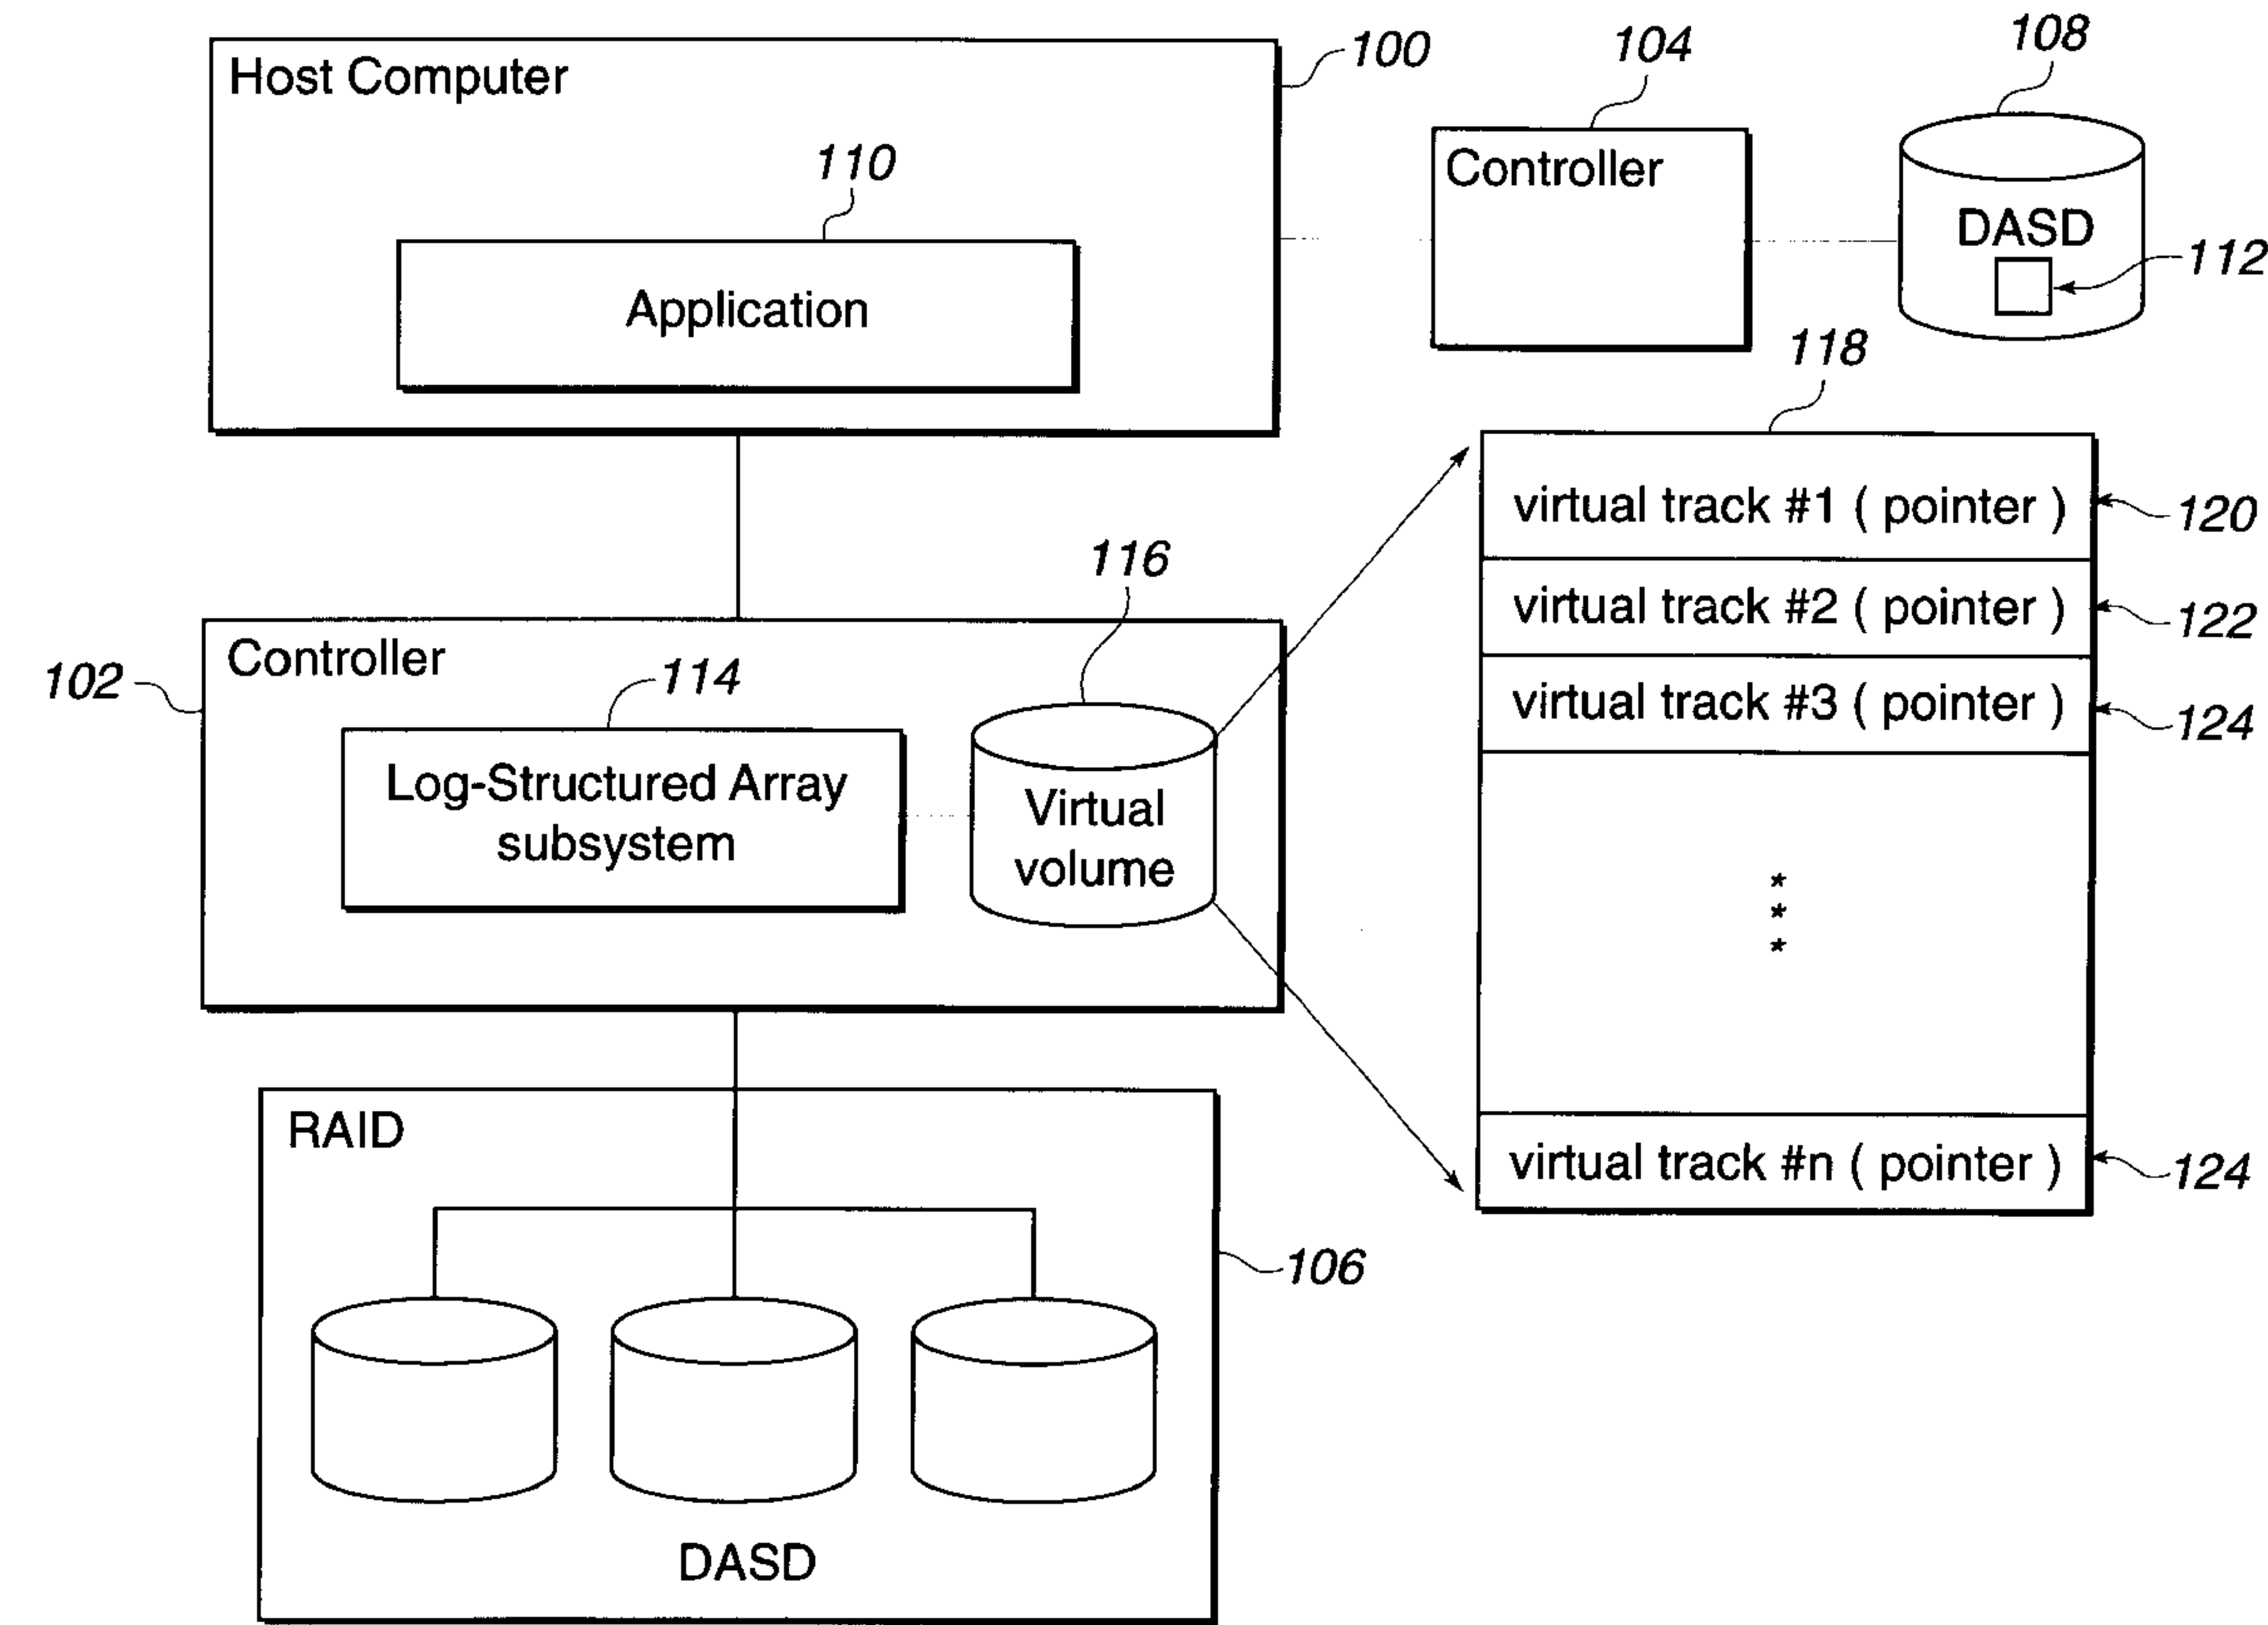 Host Computer
100
110
Application
104
Controller
108
DASD
112
118
virtual track #1 ( pointer )
120
virtual track #2 ( pointer )
122
virtual track #3 ( pointer )
124
*
*
*
virtual track #n ( pointer )
124
102
Controller
114
Log-Structured Array
subsystem
116
Virtual
volume
RAID
106
DASD